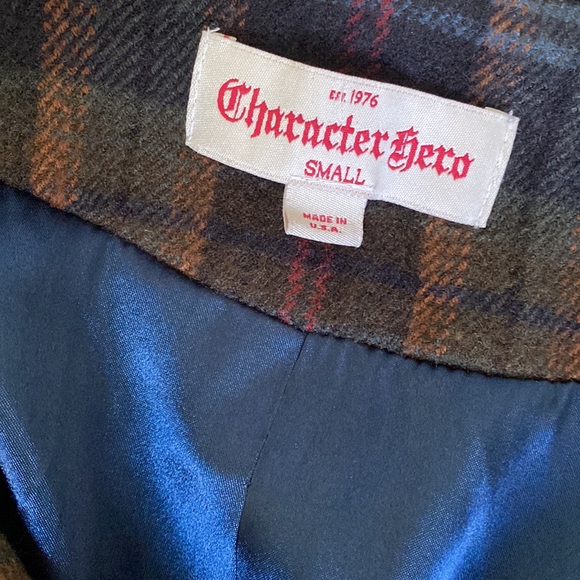 EST. 1976
Character Hero
SMALL
MADE IN
U.S.A.